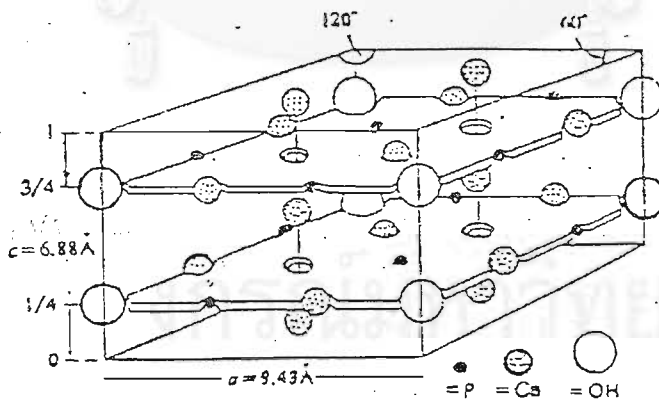 120°
1
3/4
c = 6.88 Å
1/4
0
a = 9.43 Å
= P
= Ca
= OH